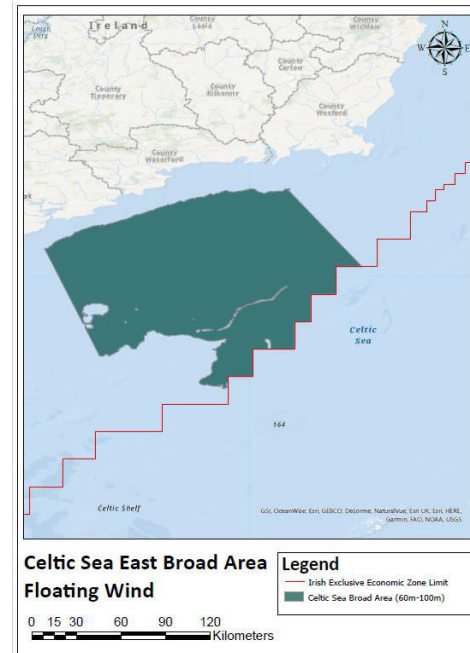 Ireland
Lough
Derg
County
Laois
County
Wicklow
County
Carlow
County
Tipperary
County
Kilkenny
County
Wexford
County
Waterford
N
W
E
S
Celtic
Sea
164
Celtic Shelf
GSI, OceanWise, Esri, GEBCO, DeLorme, NaturalVue, Esri UK, Esri, HERE,
Garmin, FAO, NOAA, USGS
Celtic Sea East Broad Area
Floating Wind
0 15 30 60 90 120
Kilometers
Legend
Irish Exclusive Economic Zone Limit
Celtic Sea Broad Area (60m-100m)